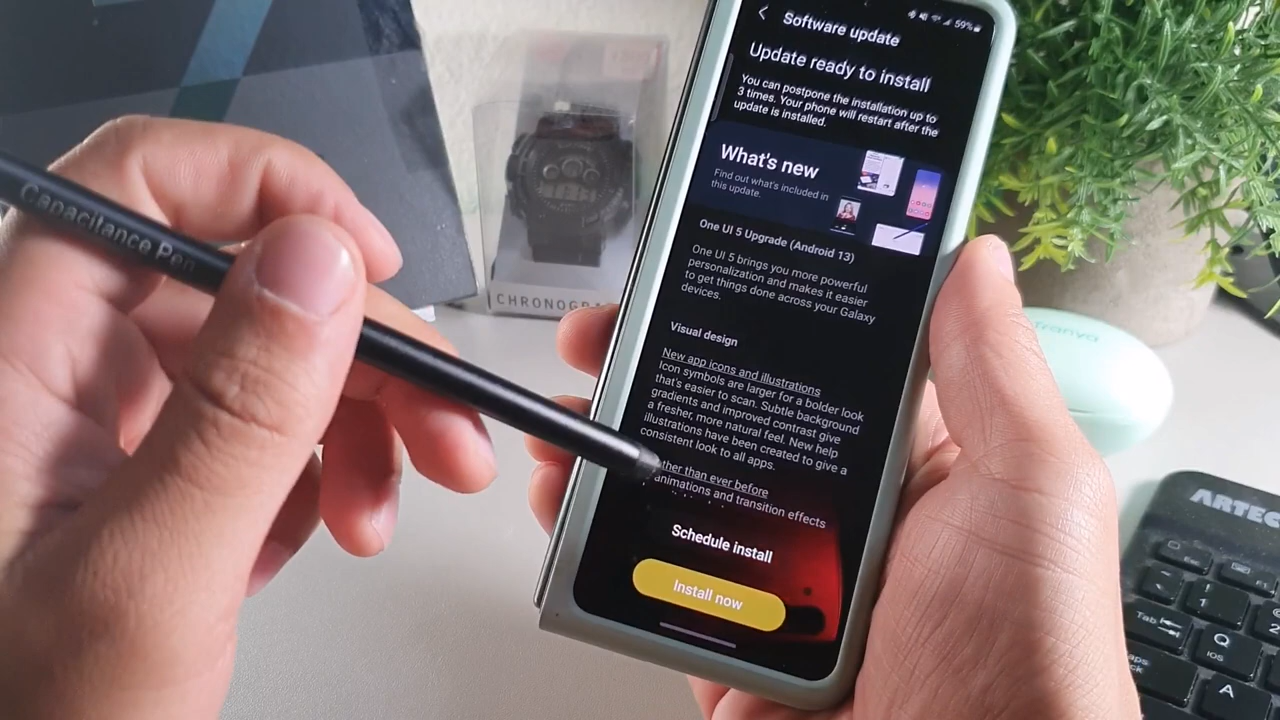 Software update
59%
Update ready to install
You can postpone the installation up to
3 times. Your phone will restart after the
update is installed.
What's new
Find out what's included in
this update.
One UI 5 Upgrade (Android 13)
One UI 5 brings you more powerful
personalization and makes it easier
to get things done across your Galaxy
devices.
Visual design
New app icons and illustrations
Icon symbols are larger for a bolder look
that's easier to scan. Subtle background
gradients and improved contrast give
a fresher, more natural feel. New help
illustrations have been created to give a
consistent look to all apps.
ther than ever before
animations and transition effects
Schedule install
Install now
Capacitance Pen
CHRONOGRA
Tranya
ARTEC
Esc
F1
!
1
Tab
Q
iOS
A